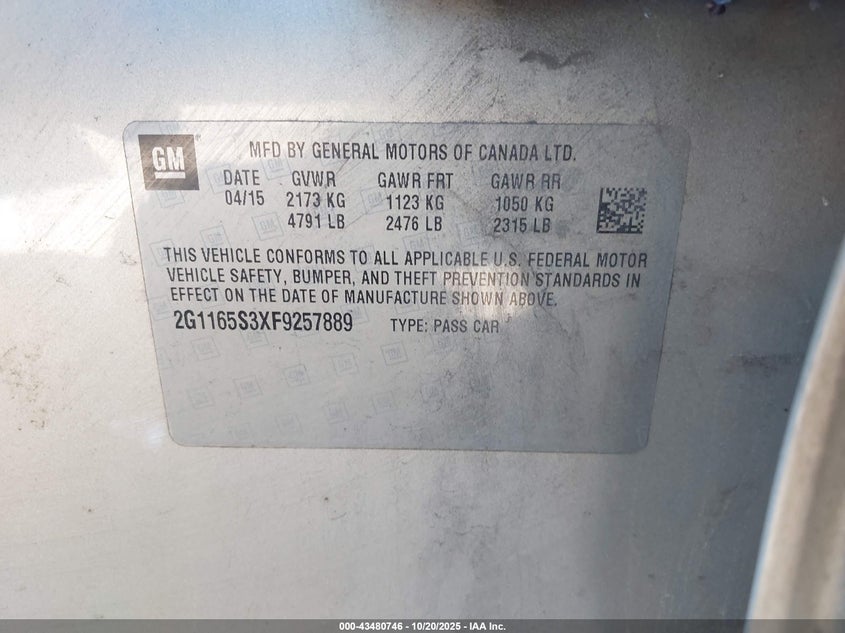 GM
MFD BY GENERAL MOTORS OF CANADA LTD.
DATE GVWR GAWR FRT GAWR RR
04/15 2173 KG 1123 KG 1050 KG
4791 LB 2476 LB 2315 LB
THIS VEHICLE CONFORMS TO ALL APPLICABLE U.S. FEDERAL MOTOR
VEHICLE SAFETY, BUMPER, AND THEFT PREVENTION STANDARDS IN
EFFECT ON THE DATE OF MANUFACTURE SHOWN ABOVE.
2G1165S3XF9257889 TYPE: PASS CAR
000-43480746 | 10/20/2025 | IAA Inc.